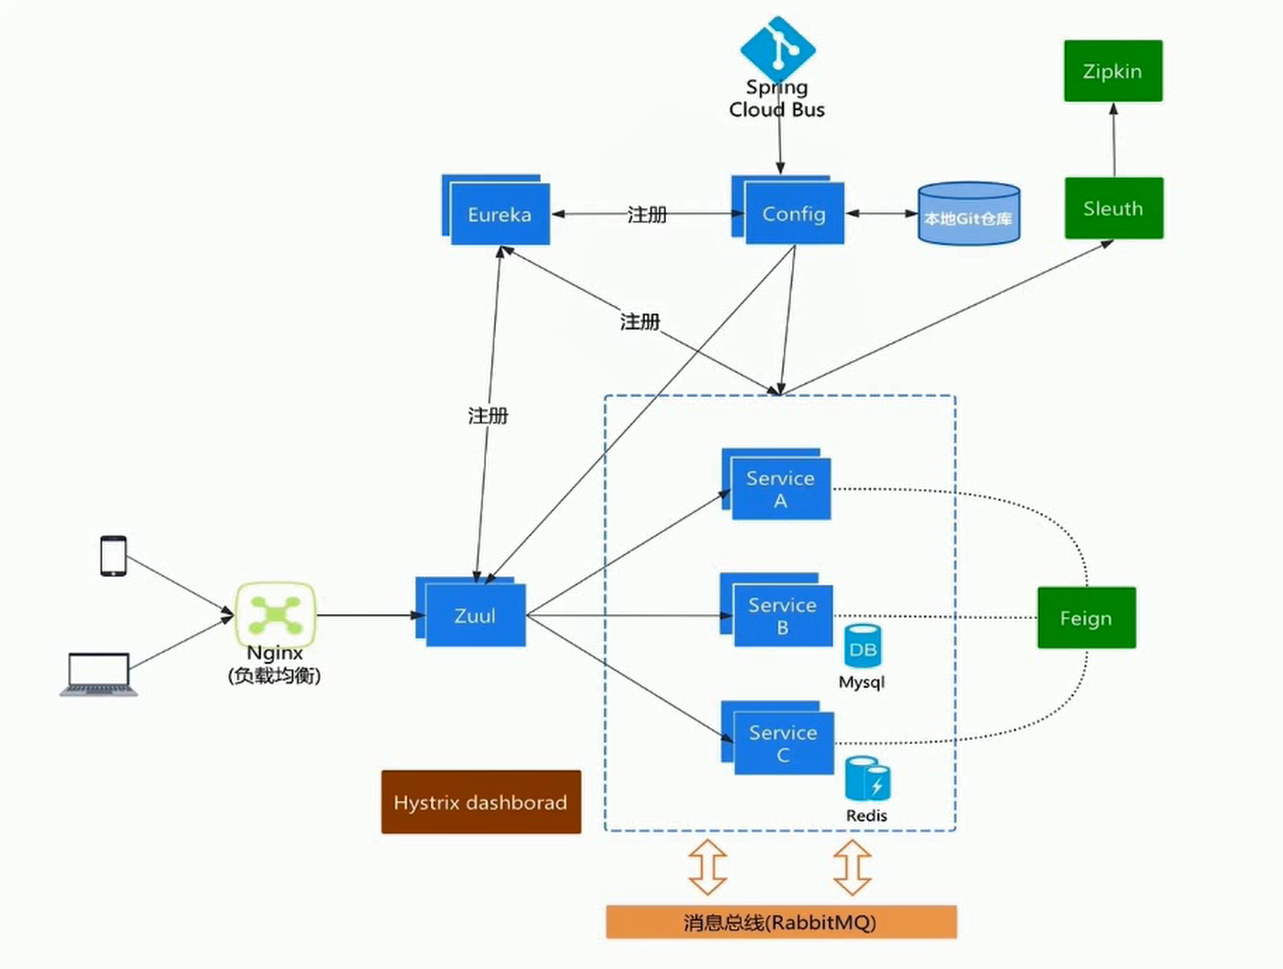 Spring
Cloud Bus
Zipkin
Eureka
注册
Config
本地Git仓库
Sleuth
注册
注册
Service
A
Nginx
(负载均衡)
Zuul
Service
B
DB
Mysql
Feign
Service
C
Redis
Hystrix dashborad
消息总线(RabbitMQ)